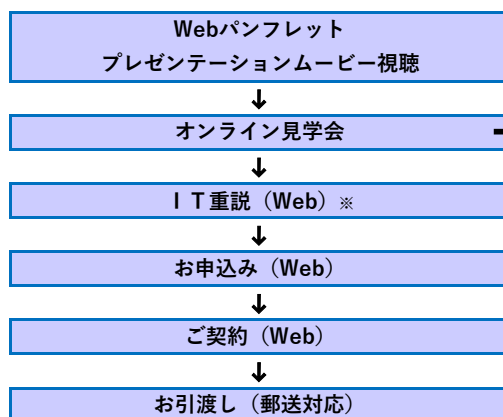 Webパンフレット
プレゼンテーションムービー視聴
↓
オンライン見学会
↓
ＩＴ重説（Web）※
↓
お申込み（Web）
↓
ご契約（Web）
↓
お引渡し（郵送対応）